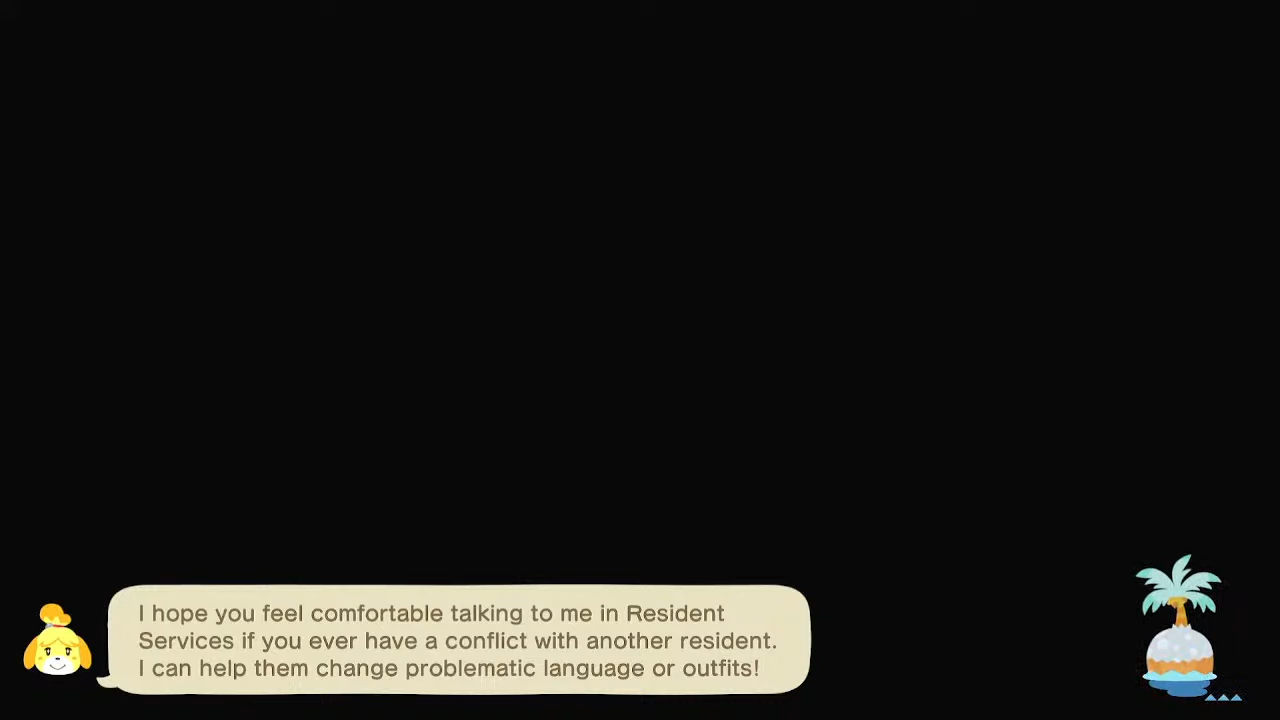 I hope you feel comfortable talking to me in Resident
Services if you ever have a conflict with another resident.
I can help them change problematic language or outfits!